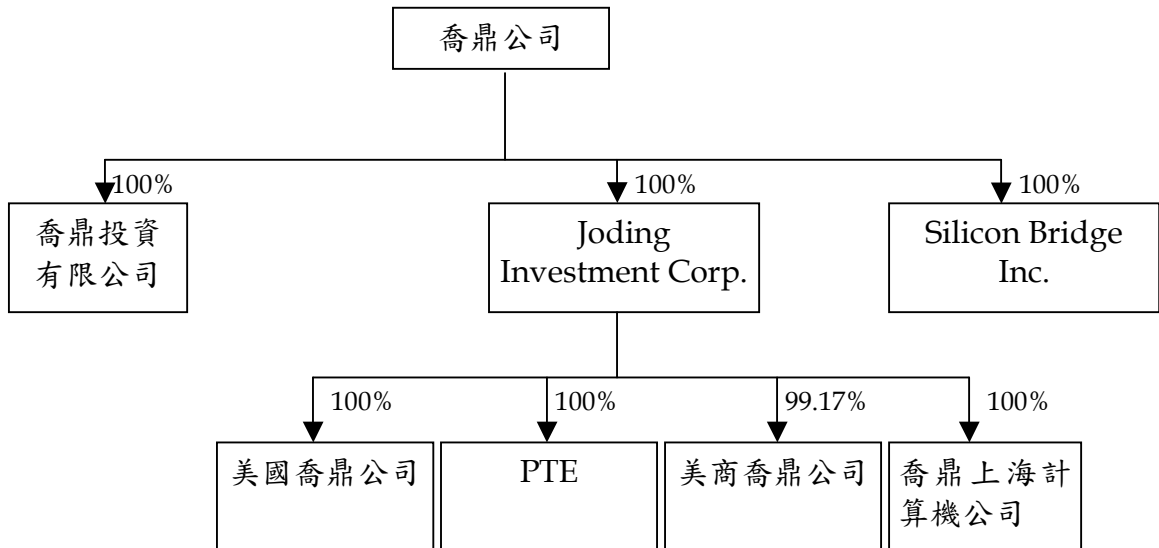 喬鼎公司
100%
100%
100%
喬鼎投資
有限公司
Joding
Investment Corp.
Silicon Bridge
Inc.
100%
100%
99.17%
100%
美國喬鼎公司
PTE
美商喬鼎公司
喬鼎上海計
算機公司